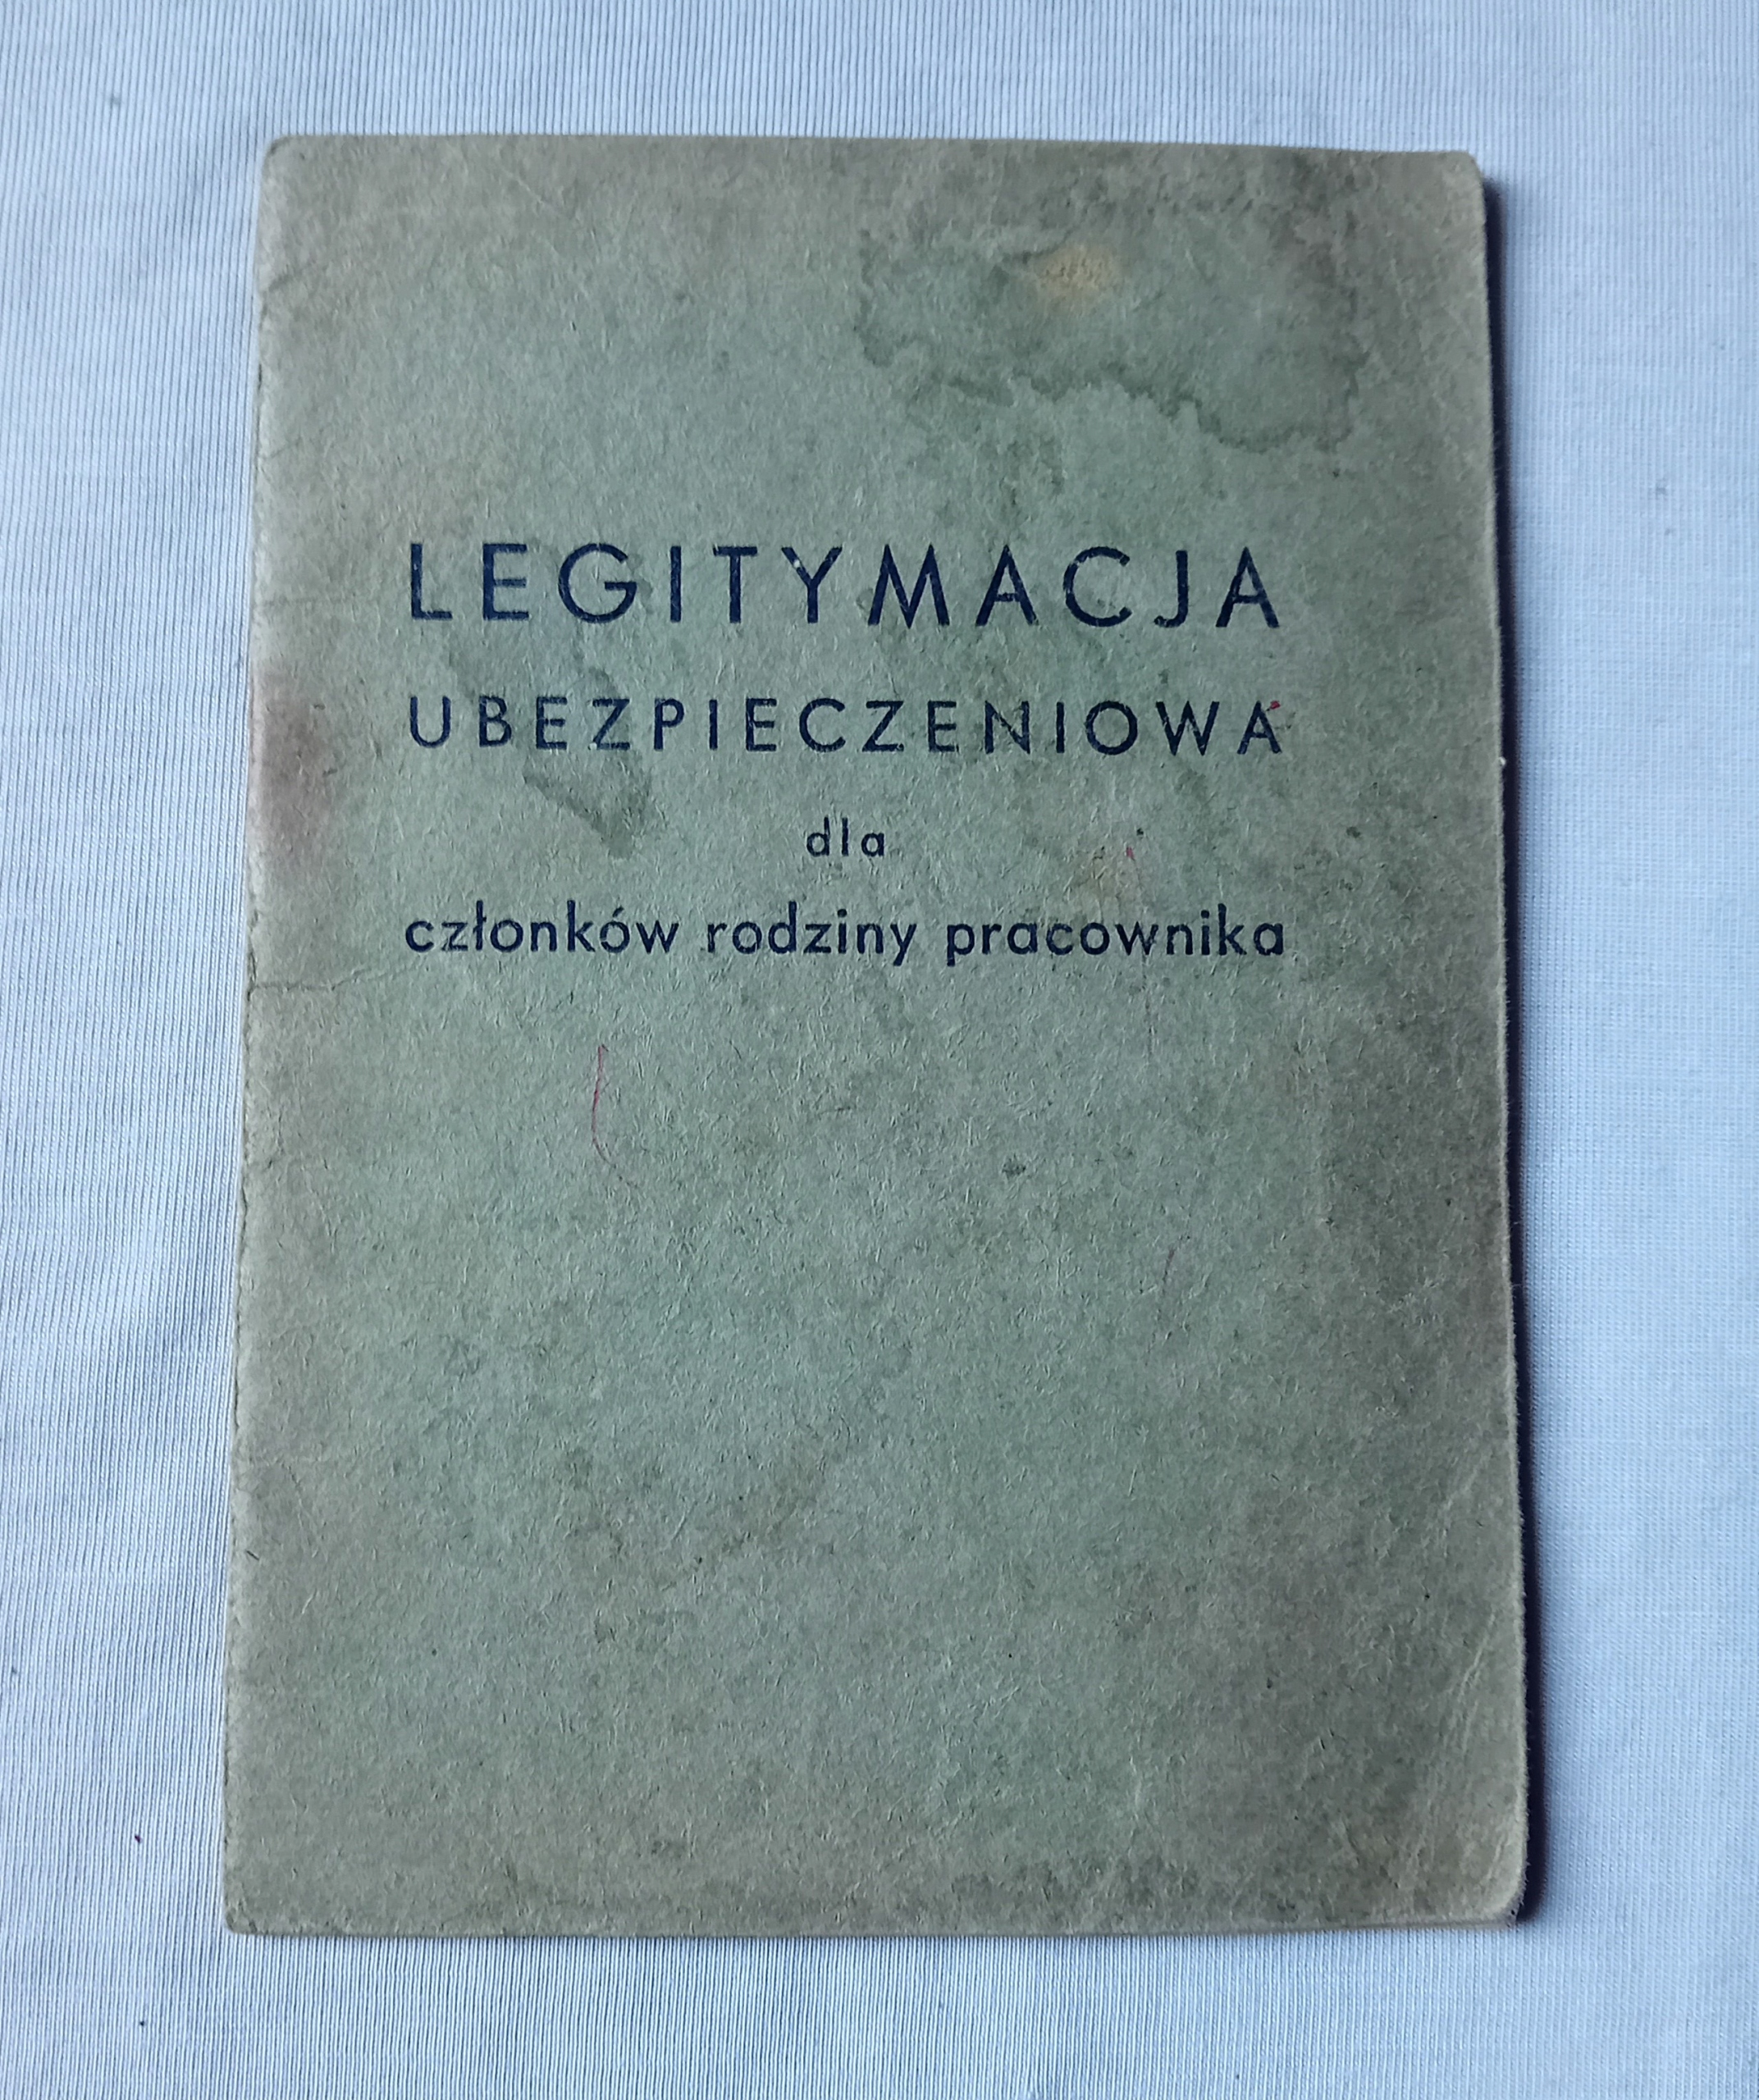 LEGITYMACJA
UBEZPIECZENIOWA
dla
członków rodziny pracownika